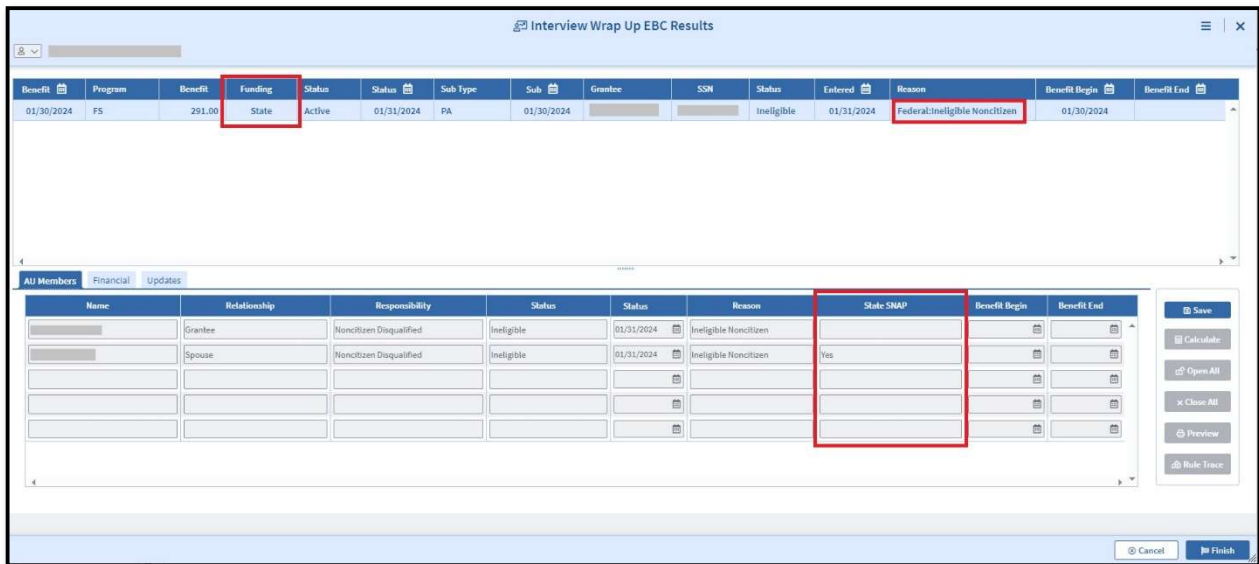 Interview Wrap Up EBC Results
Benefit Program Benefit Funding Status Status Sub Type Sub Grantee SSN Status Entered Reason Benefit Begin Benefit End
01/30/2024 FS 291.00 State Active 01/31/2024 PA 01/30/2024 Ineligible 01/31/2024 Federal:Ineligible Noncitizen 01/30/2024
AU Members Financial Updates
Name Relationship Responsibility Status Status Reason State SNAP Benefit Begin Benefit End
Save
Grantee Noncitizen Disqualified Ineligible 01/31/2024 Ineligible Noncitizen
Calculate
Spouse Noncitizen Disqualified Ineligible 01/31/2024 Ineligible Noncitizen Yes
Open All
Close All
Preview
Rule Trace
Cancel Finish